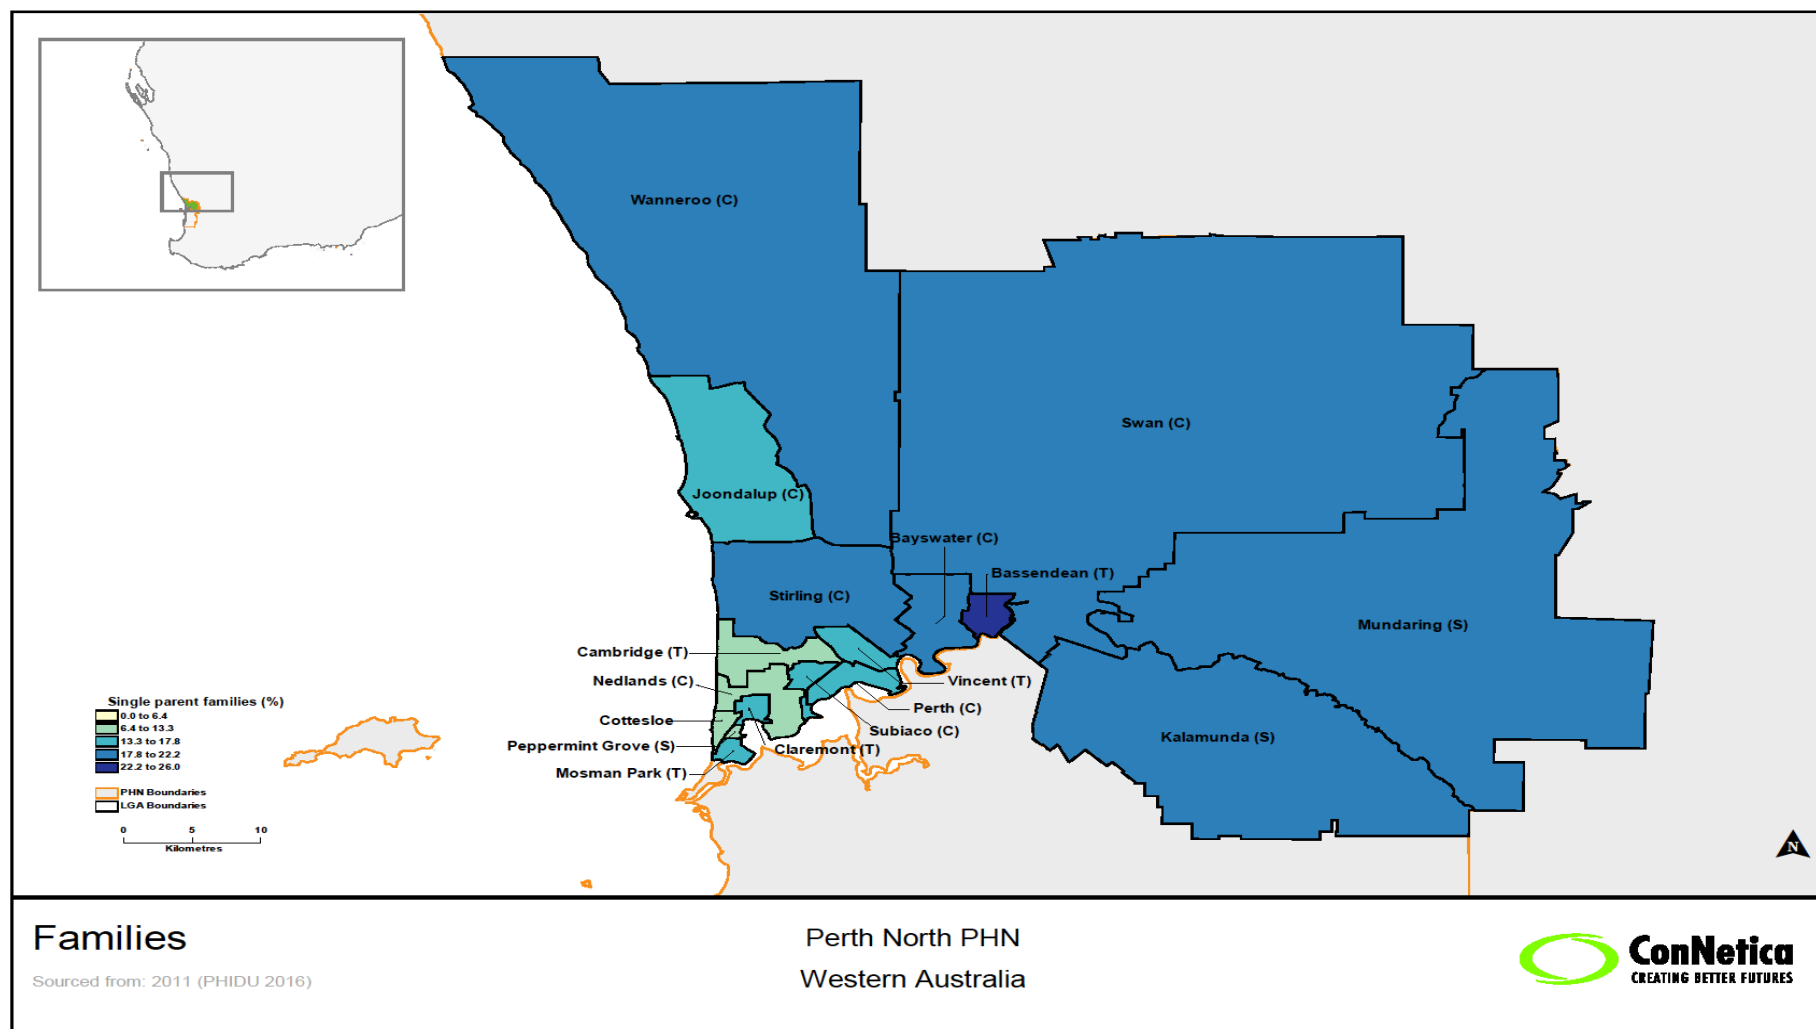 Wanneroo (C)
Swan (C)
Joondalup (C)
Bayswater (C)
Bassendean (T)
Stirling (C)
Mundaring (S)
Cambridge (T)
Nedlands (C)
Vincent (T)
Perth (C)
Cottesloe
Subiaco (C)
Peppermint Grove (S)
Claremont (T)
Kalamunda (S)
Mosman Park (T)
Single parent families (%)
0.0 to 6.4
6.4 to 13.3
13.3 to 17.8
17.8 to 22.2
22.2 to 26.0
PHN Boundaries
LGA Boundaries
0 5 10
Kilometres
N
Families
Sourced from: 2011 (PHIDU 2016)
Perth North PHN
Western Australia
ConNetica
CREATING BETTER FUTURES